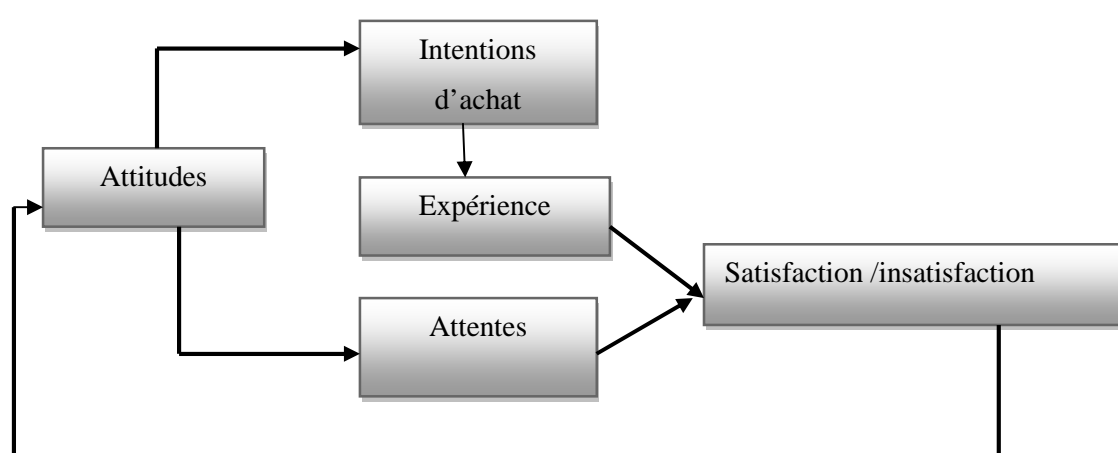 Intentions
d’achat
Attitudes
Expérience
Satisfaction /insatisfaction
Attentes